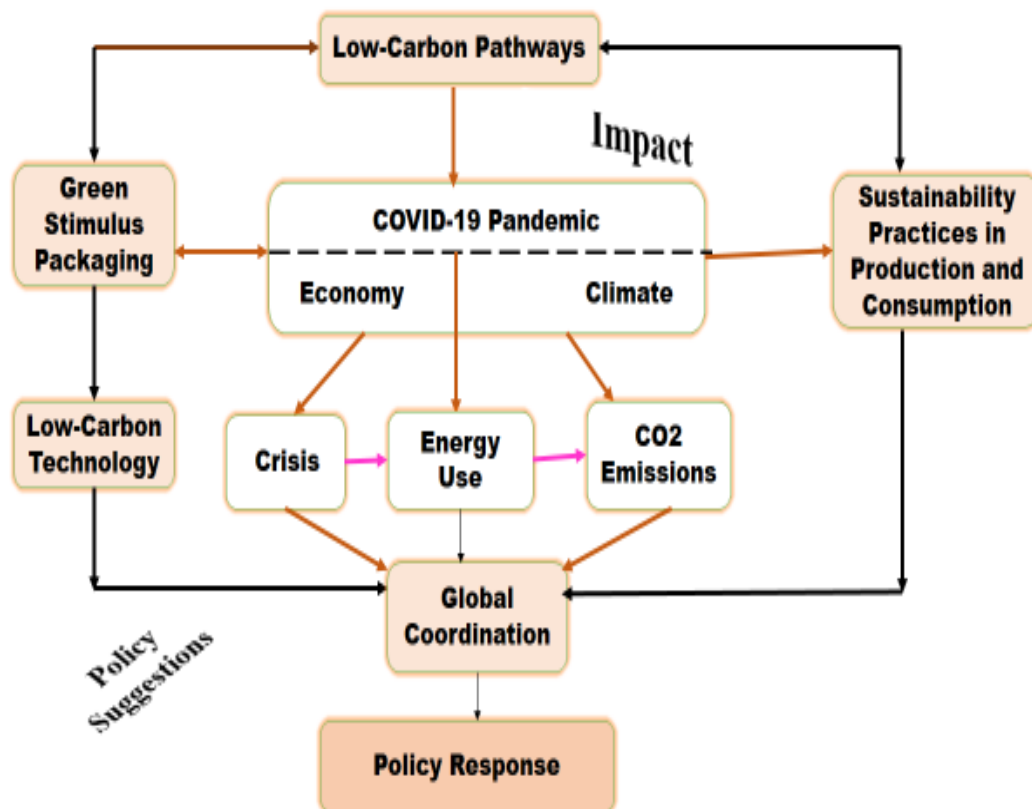 Low-Carbon Pathways
Impact
Green
Stimulus
Packaging
COVID-19 Pandemic
Economy
Climate
Sustainability
Practices in
Production and
Consumption
Low-Carbon
Technology
Crisis
Energy
Use
CO2
Emissions
Global
Coordination
Policy
Suggestions
Policy Response